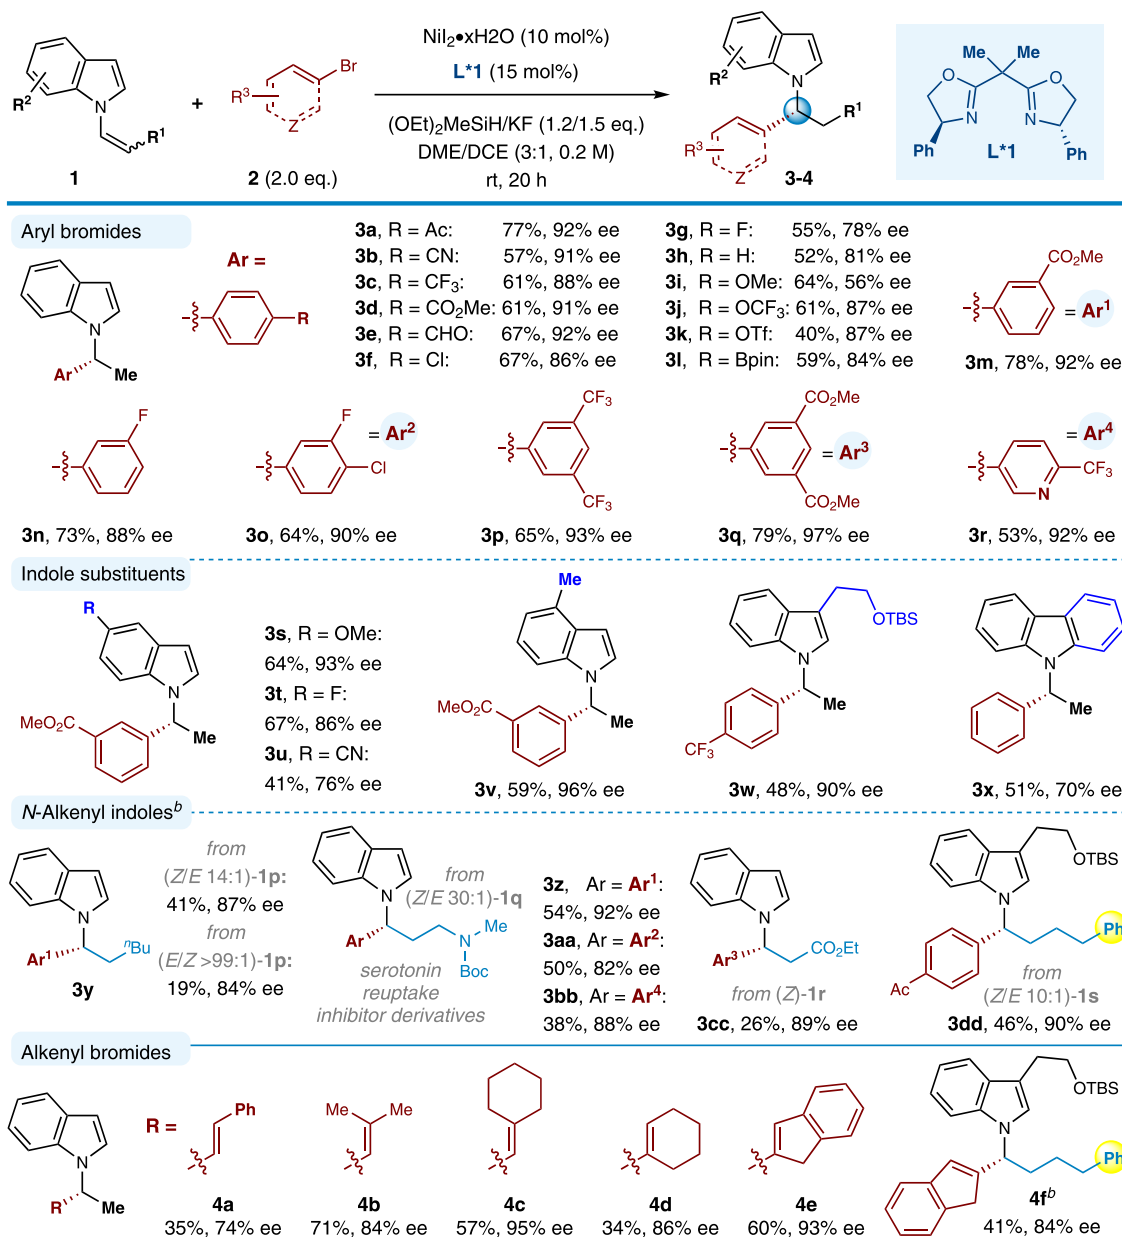 R²
N
R¹
1
+
R³
Br
Z
2 (2.0 eq.)
NiI₂•xH2O (10 mol%)
L*1 (15 mol%)
(OEt)₂MeSiH/KF (1.2/1.5 eq.)
DME/DCE (3:1, 0.2 M)
rt, 20 h
R²
N
R¹
R³
Z
3-4
Me Me
O O
N N
Ph Ph
L*1
Aryl bromides
N
Ar Me
Ar =
R
3a, R = Ac: 77%, 92% ee
3b, R = CN: 57%, 91% ee
3c, R = CF₃: 61%, 88% ee
3d, R = CO₂Me: 61%, 91% ee
3e, R = CHO: 67%, 92% ee
3f, R = Cl: 67%, 86% ee
3g, R = F: 55%, 78% ee
3h, R = H: 52%, 81% ee
3i, R = OMe: 64%, 56% ee
3j, R = OCF₃: 61%, 87% ee
3k, R = OTf: 40%, 87% ee
3l, R = Bpin: 59%, 84% ee
CO₂Me
= Ar¹
3m, 78%, 92% ee
F
3n, 73%, 88% ee
F
Cl
= Ar²
3o, 64%, 90% ee
CF₃
CF₃
3p, 65%, 93% ee
CO₂Me
= Ar³
CO₂Me
3q, 79%, 97% ee
= Ar⁴
CF₃
N
3r, 53%, 92% ee
Indole substituents
R
N
MeO₂C
Me
3s, R = OMe:
64%, 93% ee
3t, R = F:
67%, 86% ee
3u, R = CN:
41%, 76% ee
Me
N
MeO₂C
Me
3v, 59%, 96% ee
OTBS
N
Me
CF₃
3w, 48%, 90% ee
N
Me
3x, 51%, 70% ee
N-Alkenyl indolesᵇ
N
Ar¹
ⁿBu
3y
from
(Z/E 14:1)-1p:
41%, 87% ee
from
(E/Z >99:1)-1p:
19%, 84% ee
N
from
(Z/E 30:1)-1q
Ar
N
Me
Boc
serotonin
reuptake
inhibitor derivatives
3z, Ar = Ar¹:
54%, 92% ee
3aa, Ar = Ar²:
50%, 82% ee
3bb, Ar = Ar⁴:
38%, 88% ee
N
Ar³
CO₂Et
from (Z)-1r
3cc, 26%, 89% ee
OTBS
N
Ph
Ac
from
(Z/E 10:1)-1s
3dd, 46%, 90% ee
Alkenyl bromides
N
R Me
R =
Ph
4a
35%, 74% ee
Me Me
4b
71%, 84% ee
4c
57%, 95% ee
4d
34%, 86% ee
4e
60%, 93% ee
OTBS
N
Ph
4fᵇ
41%, 84% ee